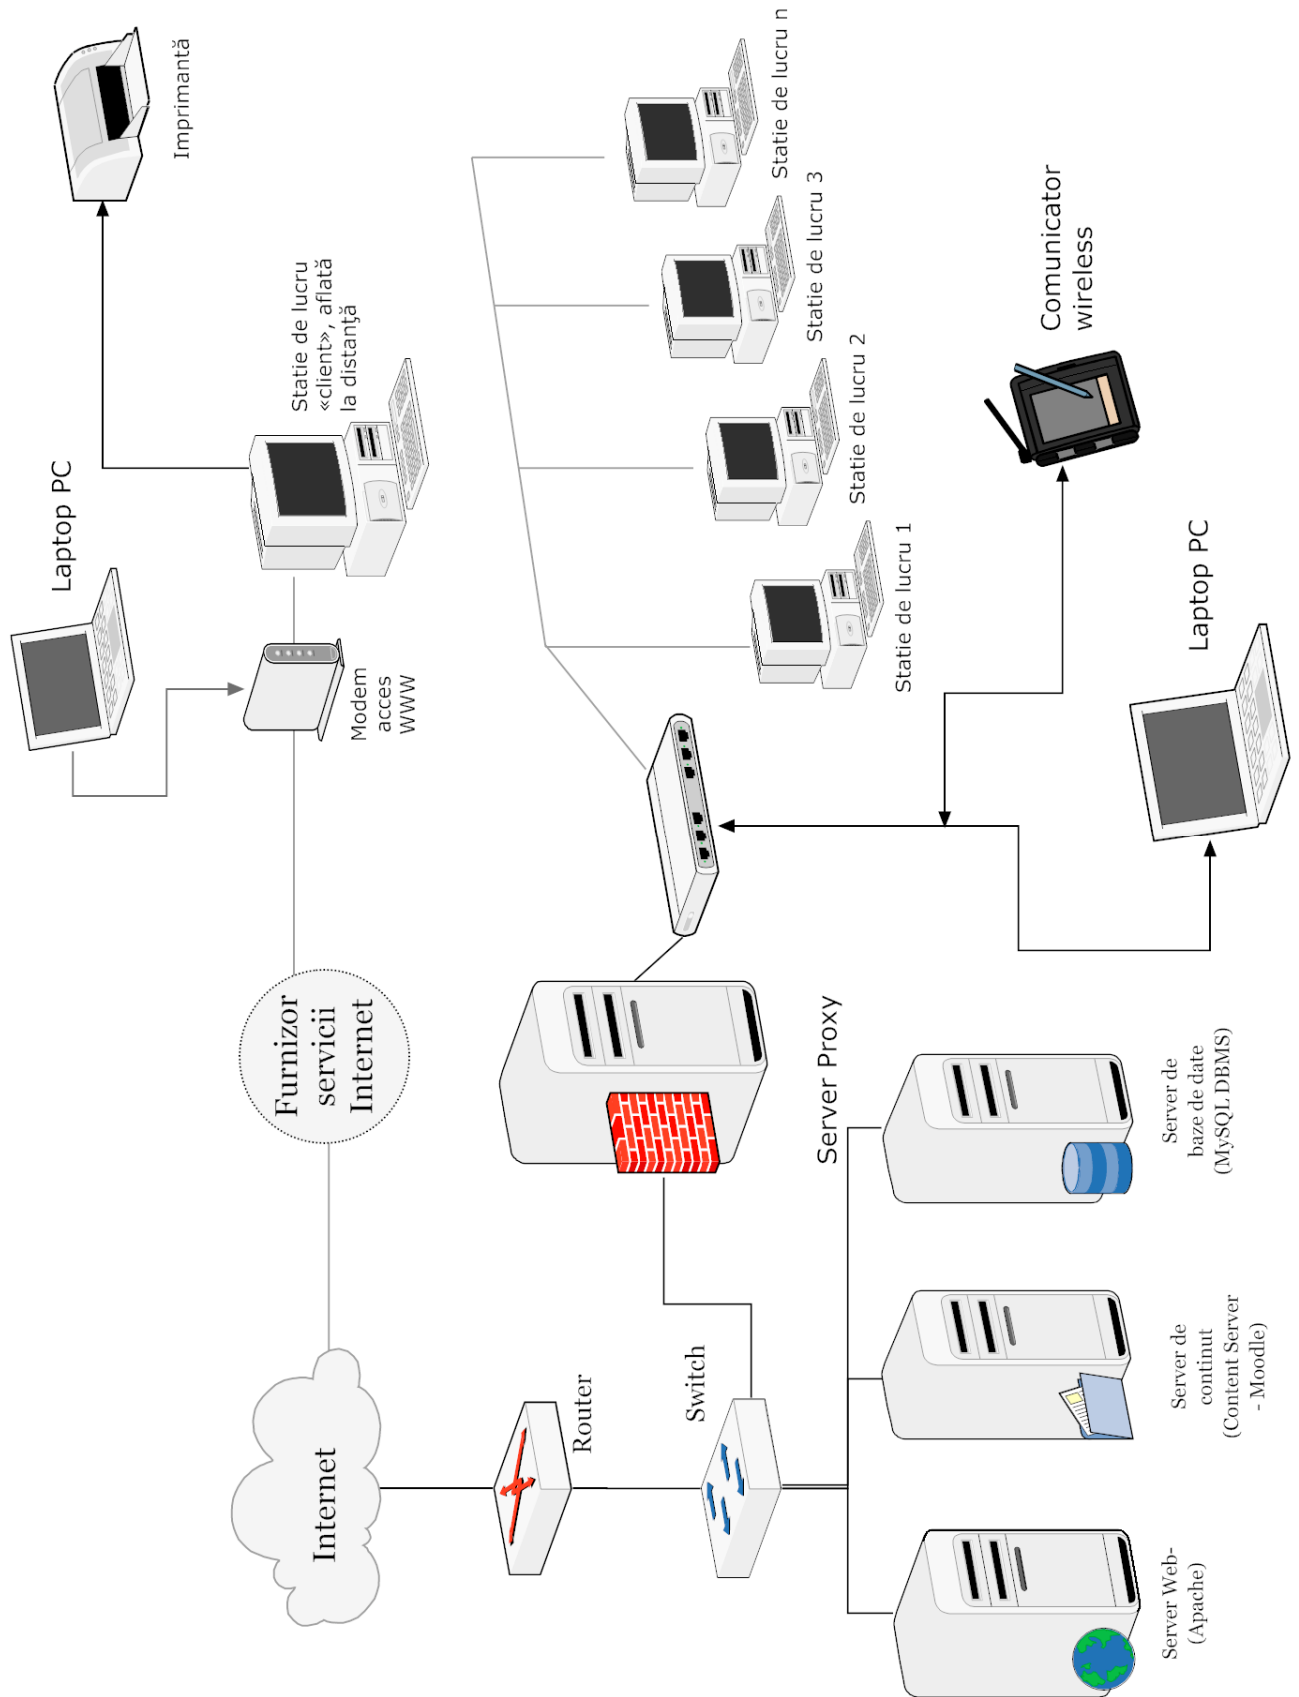 Internet
Furnizor
servicii
Internet
Modem
acces
WWW
Laptop PC
Statie de lucru
«client», aflată
la distanţă
Imprimantă
Router
Switch
Server Proxy
Statie de lucru 1
Statie de lucru 2
Statie de lucru 3
Statie de lucru n
Server Web-
(Apache)
Server de
continut
(Content Server
- Moodle)
Server de
baze de date
(MySQL DBMS)
Laptop PC
Comunicator
wireless